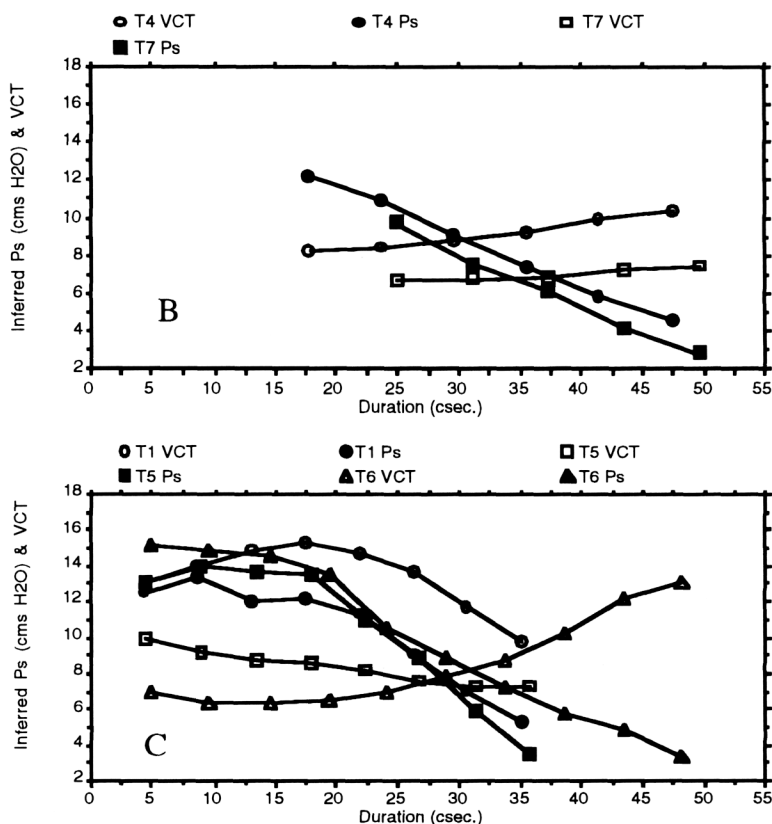 T4 VCT T4 Ps T7 VCT
T7 Ps
18
16
14
12
10
8
6
4
2
Inferred Ps (cms H2O) & VCT
B
0 5 10 15 20 25 30 35 40 45 50 55
Duration (csec.)
T1 VCT T1 Ps T5 VCT
T5 Ps T6 VCT T6 Ps
18
16
14
12
10
8
6
4
2
Inferred Ps (cms H2O) & VCT
C
0 5 10 15 20 25 30 35 40 45 50 55
Duration (csec.)